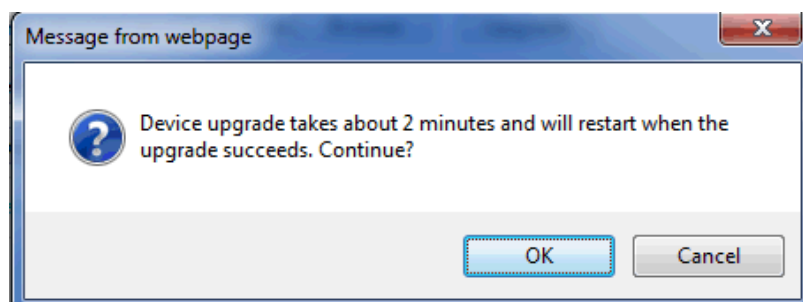 Message from webpage
Device upgrade takes about 2 minutes and will restart when the
upgrade succeeds. Continue?
OK
Cancel